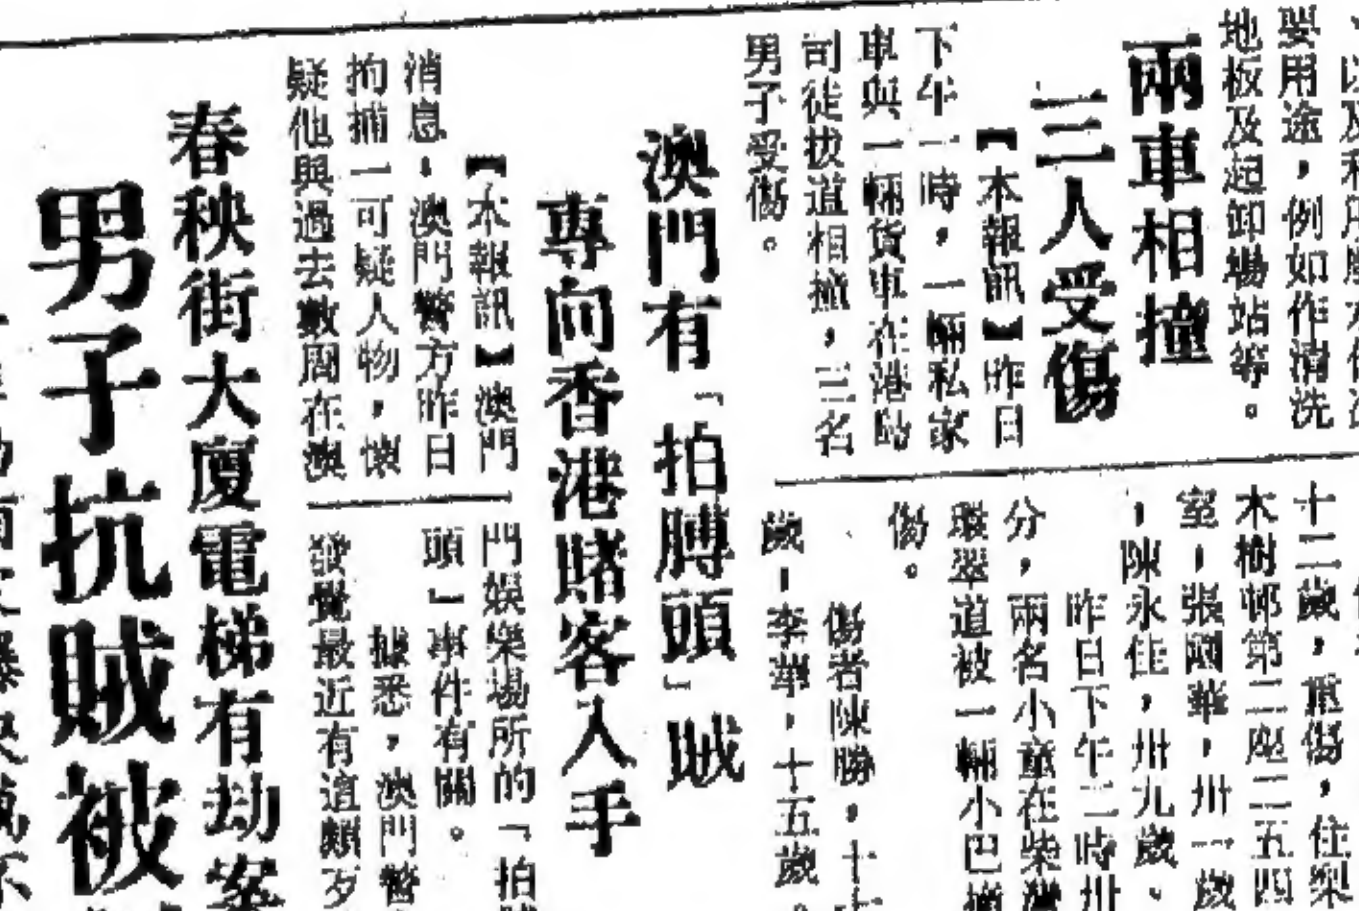 要用途，例如作清洗
地板及起卸場站等。
兩車相撞
三人受傷
【本報訊】昨日
下午一時，一輛私家
車與一輛貨車在港島
司徒拔道相撞，三名
男子受傷。
十二歲，重傷，住樂
木樹邨第二座二五四
室；張剛華，卅一歲
；陳永佳，卅九歲。
昨日下午二時卅
分，兩名小童在柴灣
環翠道被一輛小巴撞
傷。
傷者陳勝，十
歲；李華，十五歲
澳門有「拍膊頭」賊
專向香港賭客入手
【本報訊】澳門
消息：澳門警方昨日
拘捕一可疑人物，懷
疑他與過去數周在澳
門娛樂場所的「拍
頭」事件有關。
據悉，澳門警
發覺最近有這類歹
春秧街大廈電梯有劫案
男子抗賊被